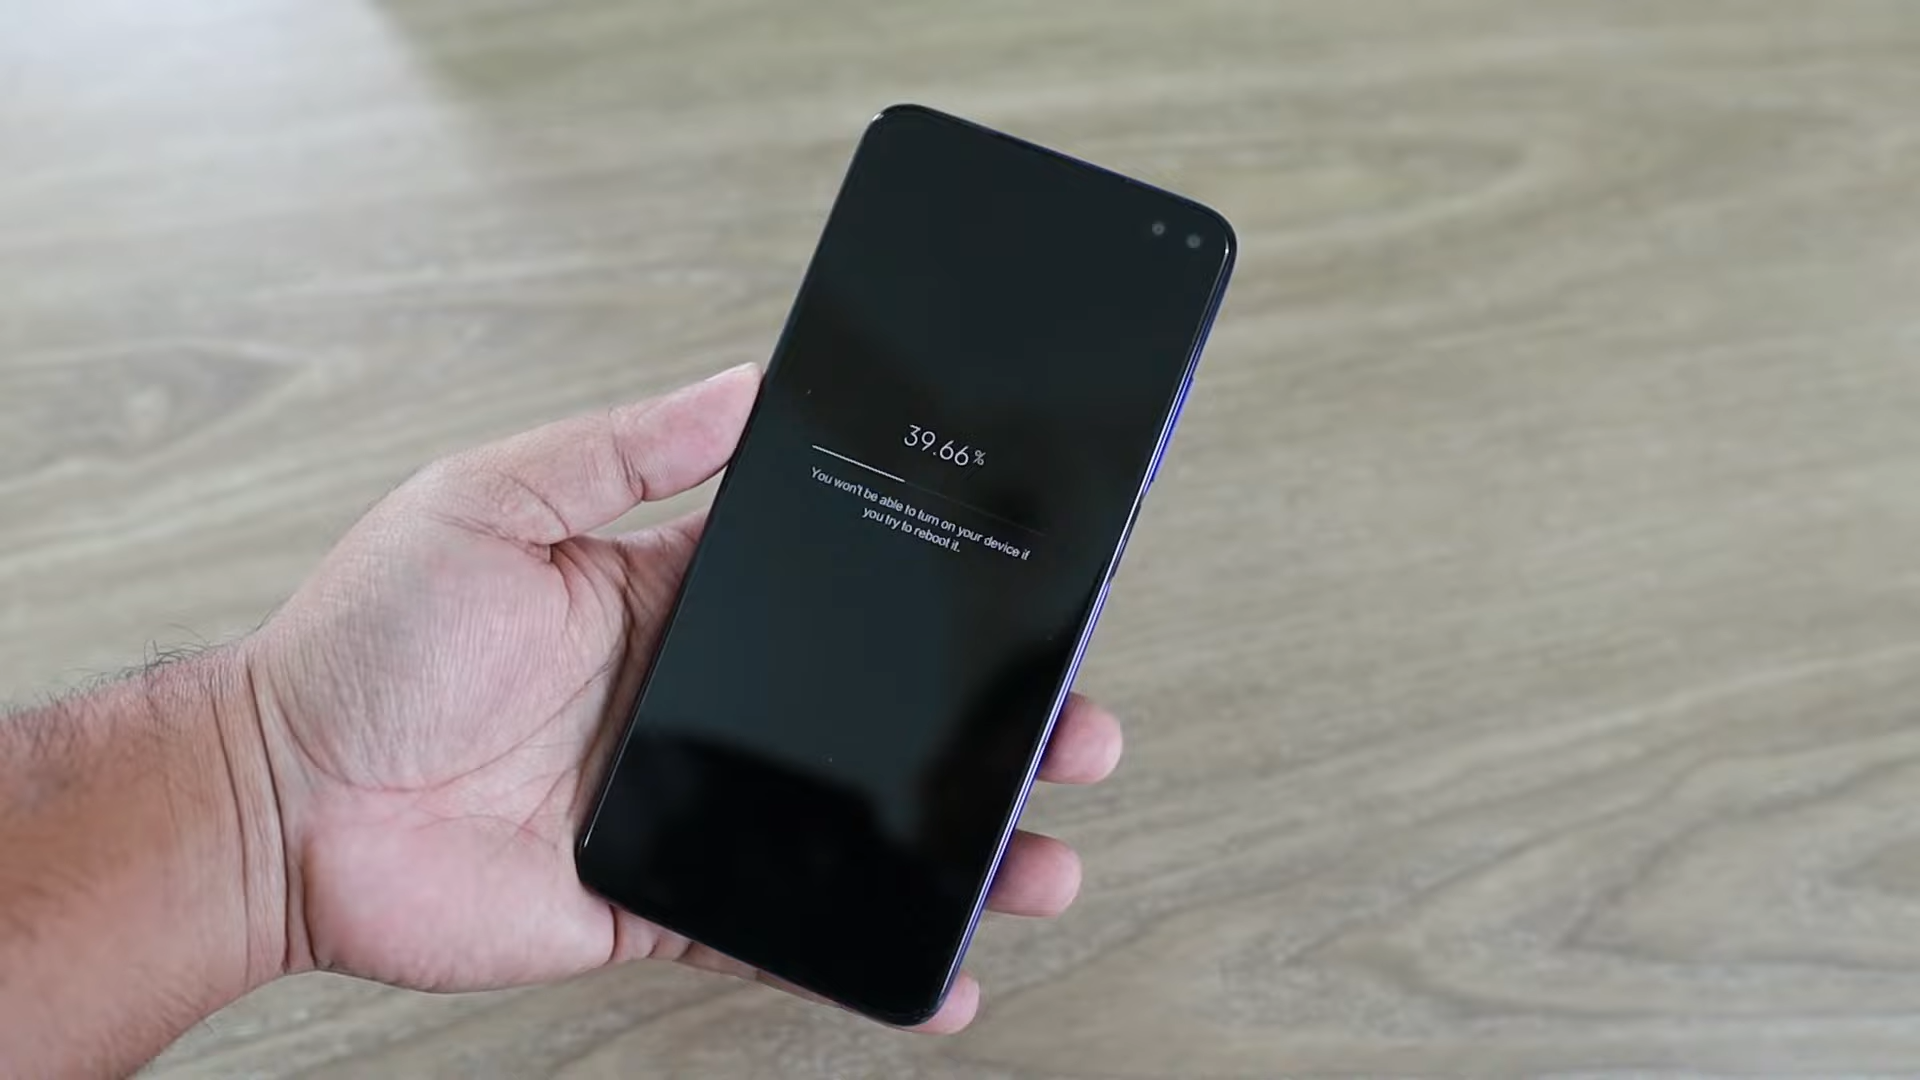 39.66%
You won't be able to turn on your device if
you try to reboot it.